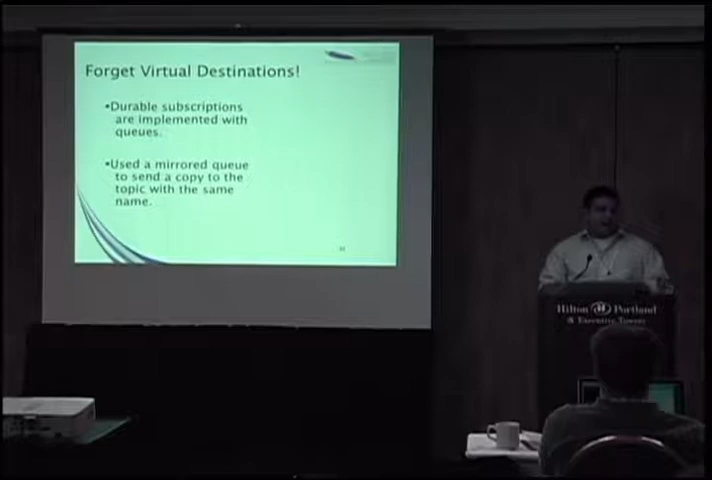 Forget Virtual Destinations!
•Durable subscriptions
are implemented with
queues.
•Used a mirrored queue
to send a copy to the
topic with the same
name.
Hilton Portland
& Executive Tower